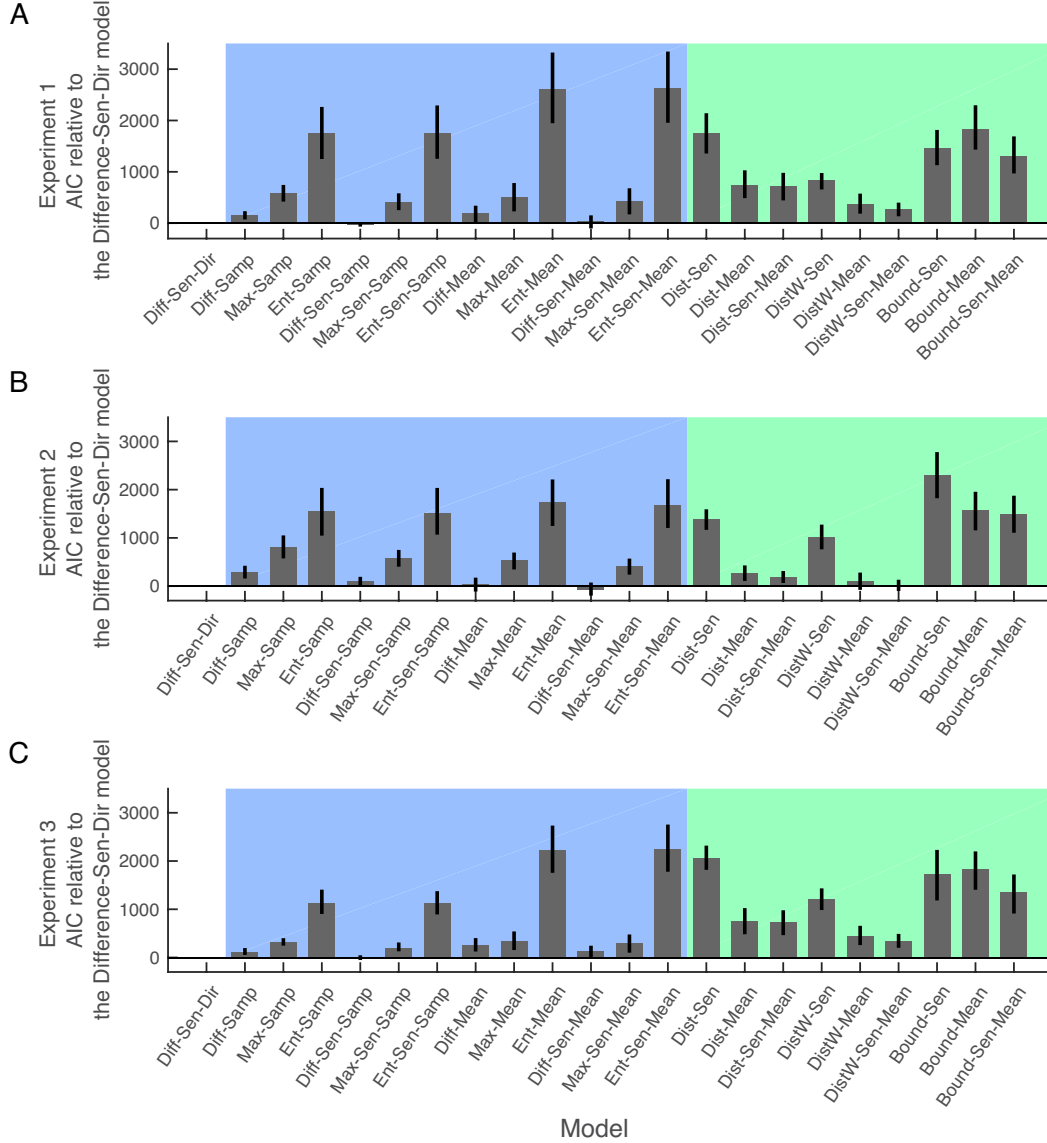 A
Experiment 1
AIC relative to
the Difference-Sen-Dir model
3000
2000
1000
0
Diff-Sen-Dir
Diff-Samp
Max-Samp
Ent-Samp
Diff-Sen-Samp
Max-Sen-Samp
Ent-Sen-Samp
Diff-Mean
Max-Mean
Ent-Mean
Diff-Sen-Mean
Max-Sen-Mean
Ent-Sen-Mean
Dist-Sen
Dist-Mean
Dist-Sen-Mean
DistW-Sen
DistW-Mean
DistW-Sen-Mean
Bound-Sen
Bound-Mean
Bound-Sen-Mean
B
Experiment 2
AIC relative to
the Difference-Sen-Dir model
3000
2000
1000
0
Diff-Sen-Dir
Diff-Samp
Max-Samp
Ent-Samp
Diff-Sen-Samp
Max-Sen-Samp
Ent-Sen-Samp
Diff-Mean
Max-Mean
Ent-Mean
Diff-Sen-Mean
Max-Sen-Mean
Ent-Sen-Mean
Dist-Sen
Dist-Mean
Dist-Sen-Mean
DistW-Sen
DistW-Mean
DistW-Sen-Mean
Bound-Sen
Bound-Mean
Bound-Sen-Mean
C
Experiment 3
AIC relative to
the Difference-Sen-Dir model
3000
2000
1000
0
Diff-Sen-Dir
Diff-Samp
Max-Samp
Ent-Samp
Diff-Sen-Samp
Max-Sen-Samp
Ent-Sen-Samp
Diff-Mean
Max-Mean
Ent-Mean
Diff-Sen-Mean
Max-Sen-Mean
Ent-Sen-Mean
Dist-Sen
Dist-Mean
Dist-Sen-Mean
DistW-Sen
DistW-Mean
DistW-Sen-Mean
Bound-Sen
Bound-Mean
Bound-Sen-Mean
Model